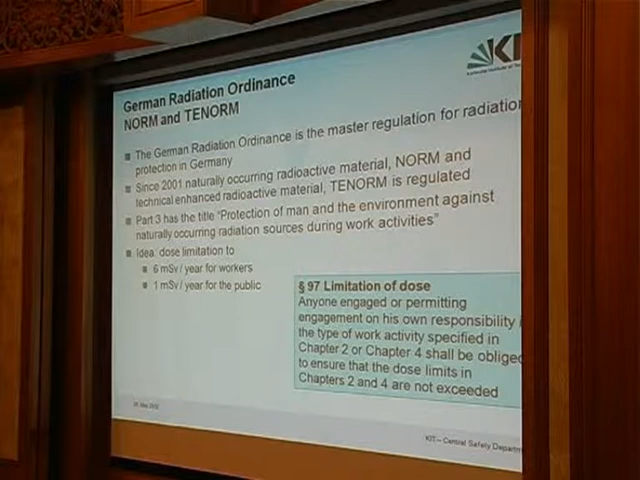 German Radiation Ordinance
NORM and TENORM
KI
The German Radiation Ordinance is the master regulation for radiation
protection in Germany
Since 2001 naturally occurring radioactive material, NORM and
technical enhanced radioactive material, TENORM is regulated
Part 3 has the title "Protection of man and the environment against
naturally occurring radiation sources during work activities"
Idea: dose limitation to
6 mSv / year for workers
1 mSv / year for the public
§ 97 Limitation of dose
Anyone engaged or permitting
engagement on his own responsibility i
the type of work activity specified in
Chapter 2 or Chapter 4 shall be oblige
to ensure that the dose limits in
Chapters 2 and 4 are not exceeded
KIT – Central Safety Departm